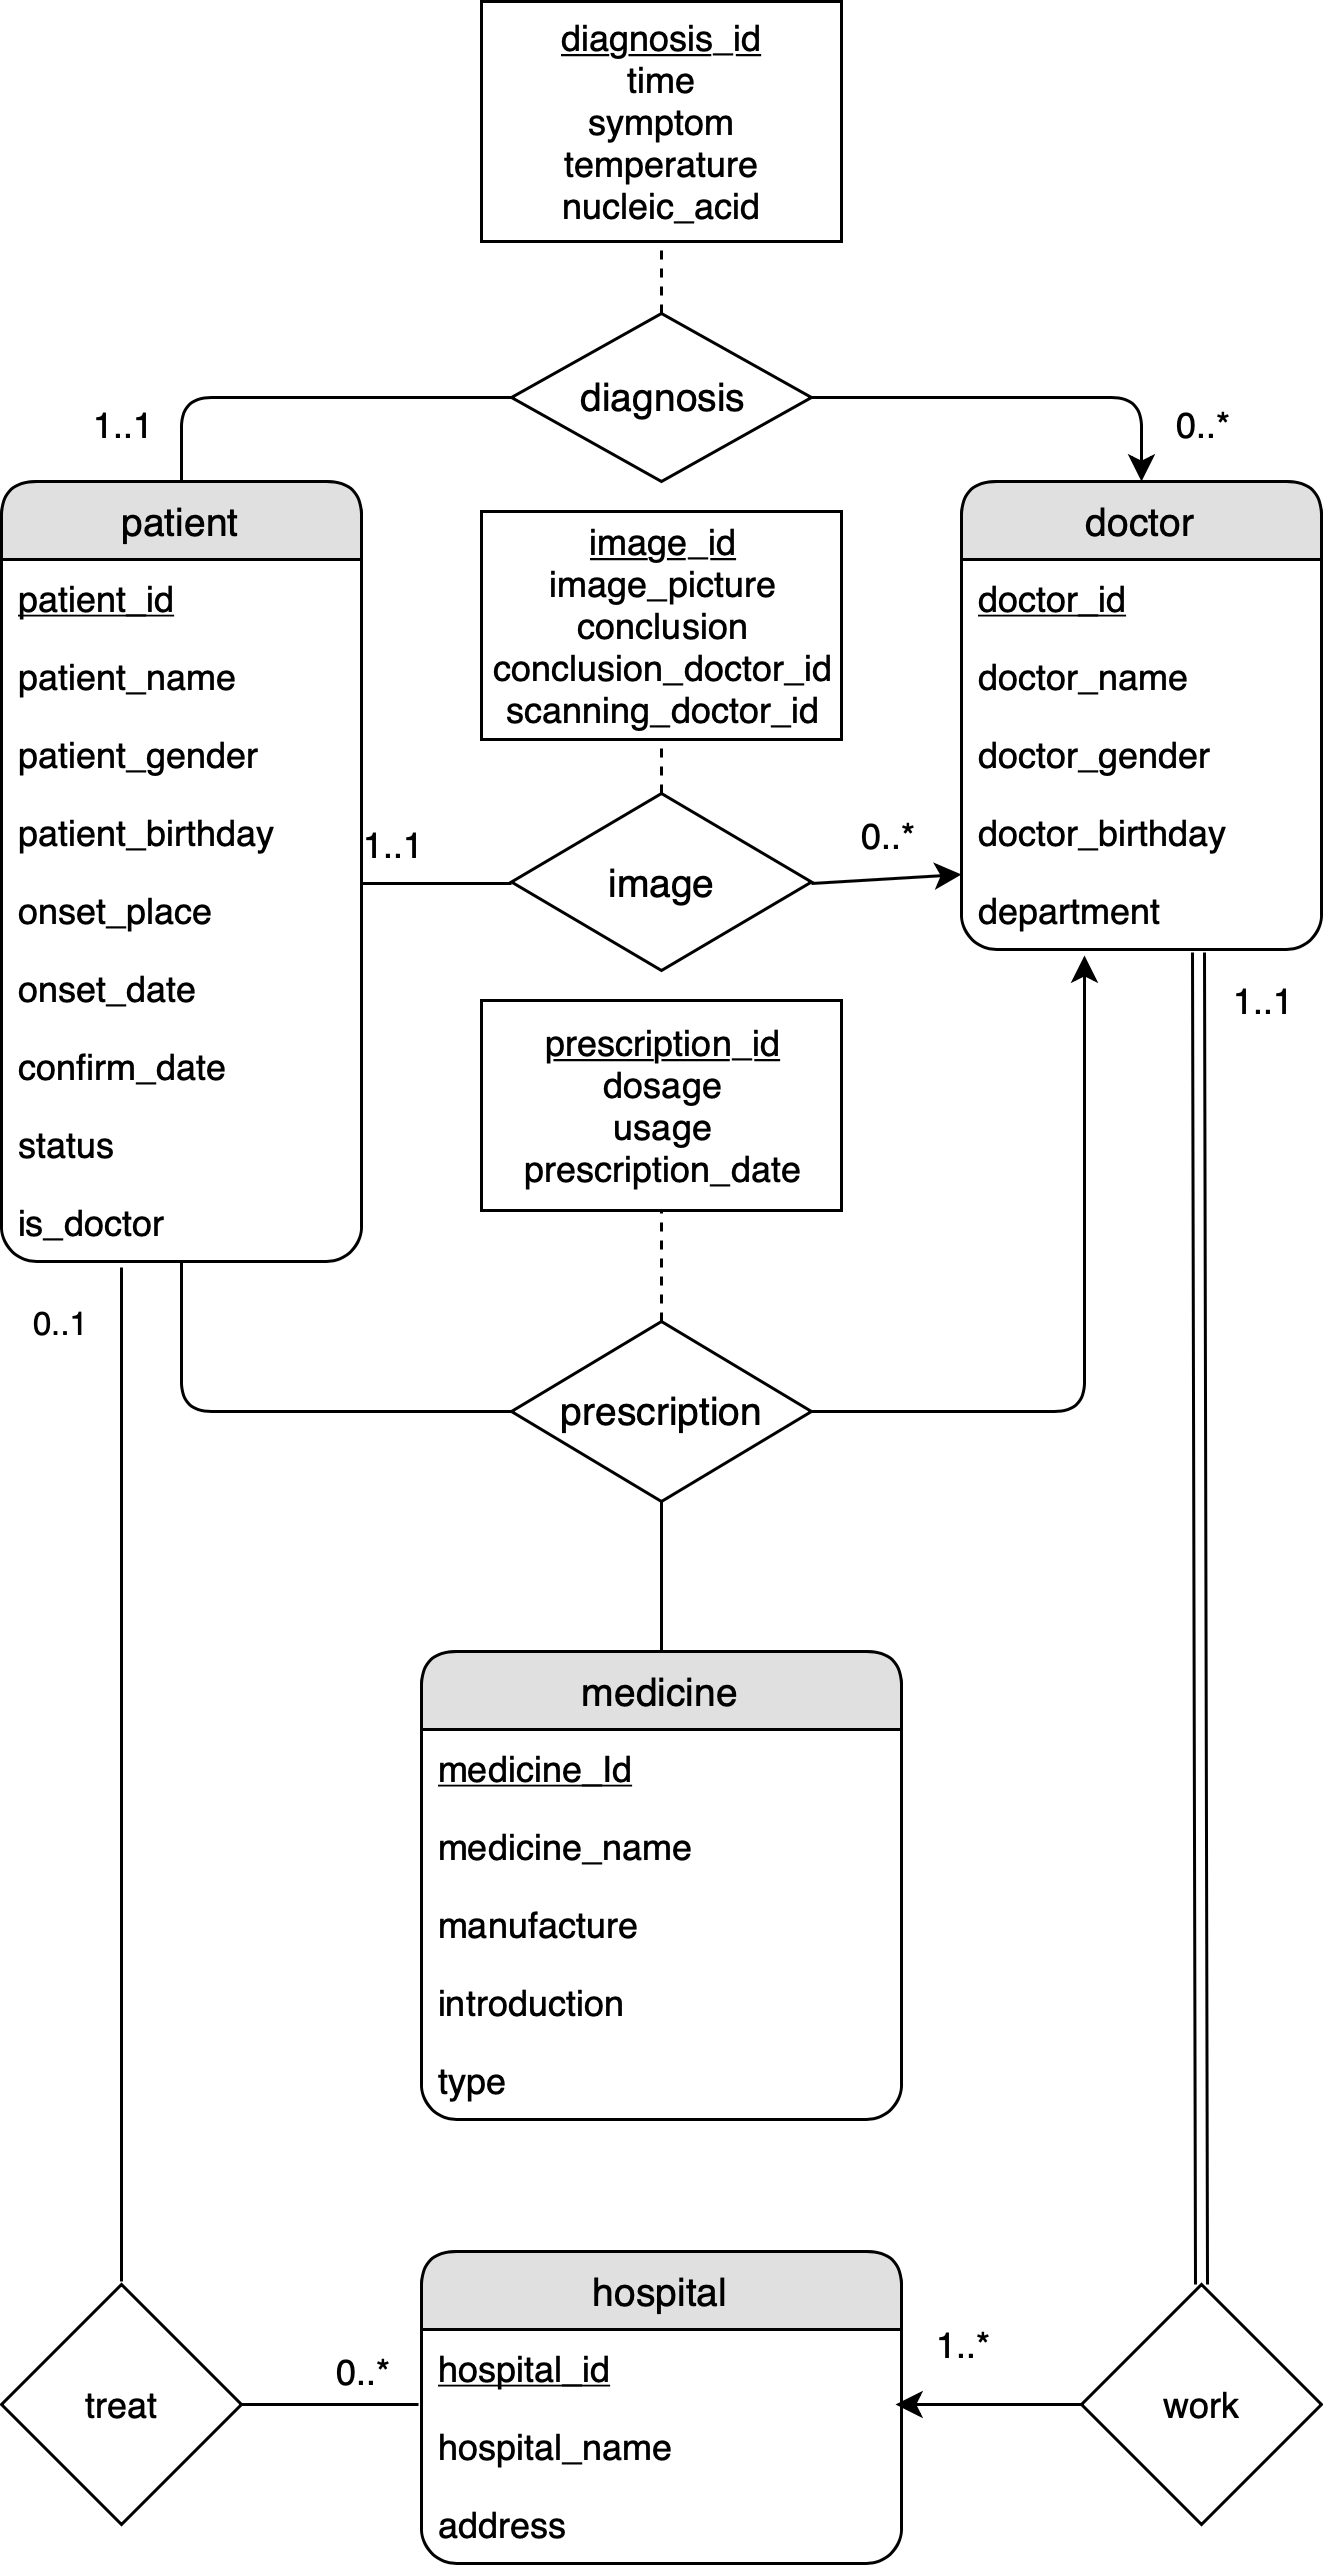 diagnosis_id
time
symptom
temperature
nucleic_acid
diagnosis
1..1
0..*
patient
patient_id
patient_name
patient_gender
patient_birthday
onset_place
onset_date
confirm_date
status
is_doctor
image_id
image_picture
conclusion
conclusion_doctor_id
scanning_doctor_id
1..1
image
0..*
doctor
doctor_id
doctor_name
doctor_gender
doctor_birthday
department
1..1
prescription_id
dosage
usage
prescription_date
0..1
prescription
medicine
medicine_Id
medicine_name
manufacture
introduction
type
treat
0..*
hospital
hospital_id
hospital_name
address
1..*
work